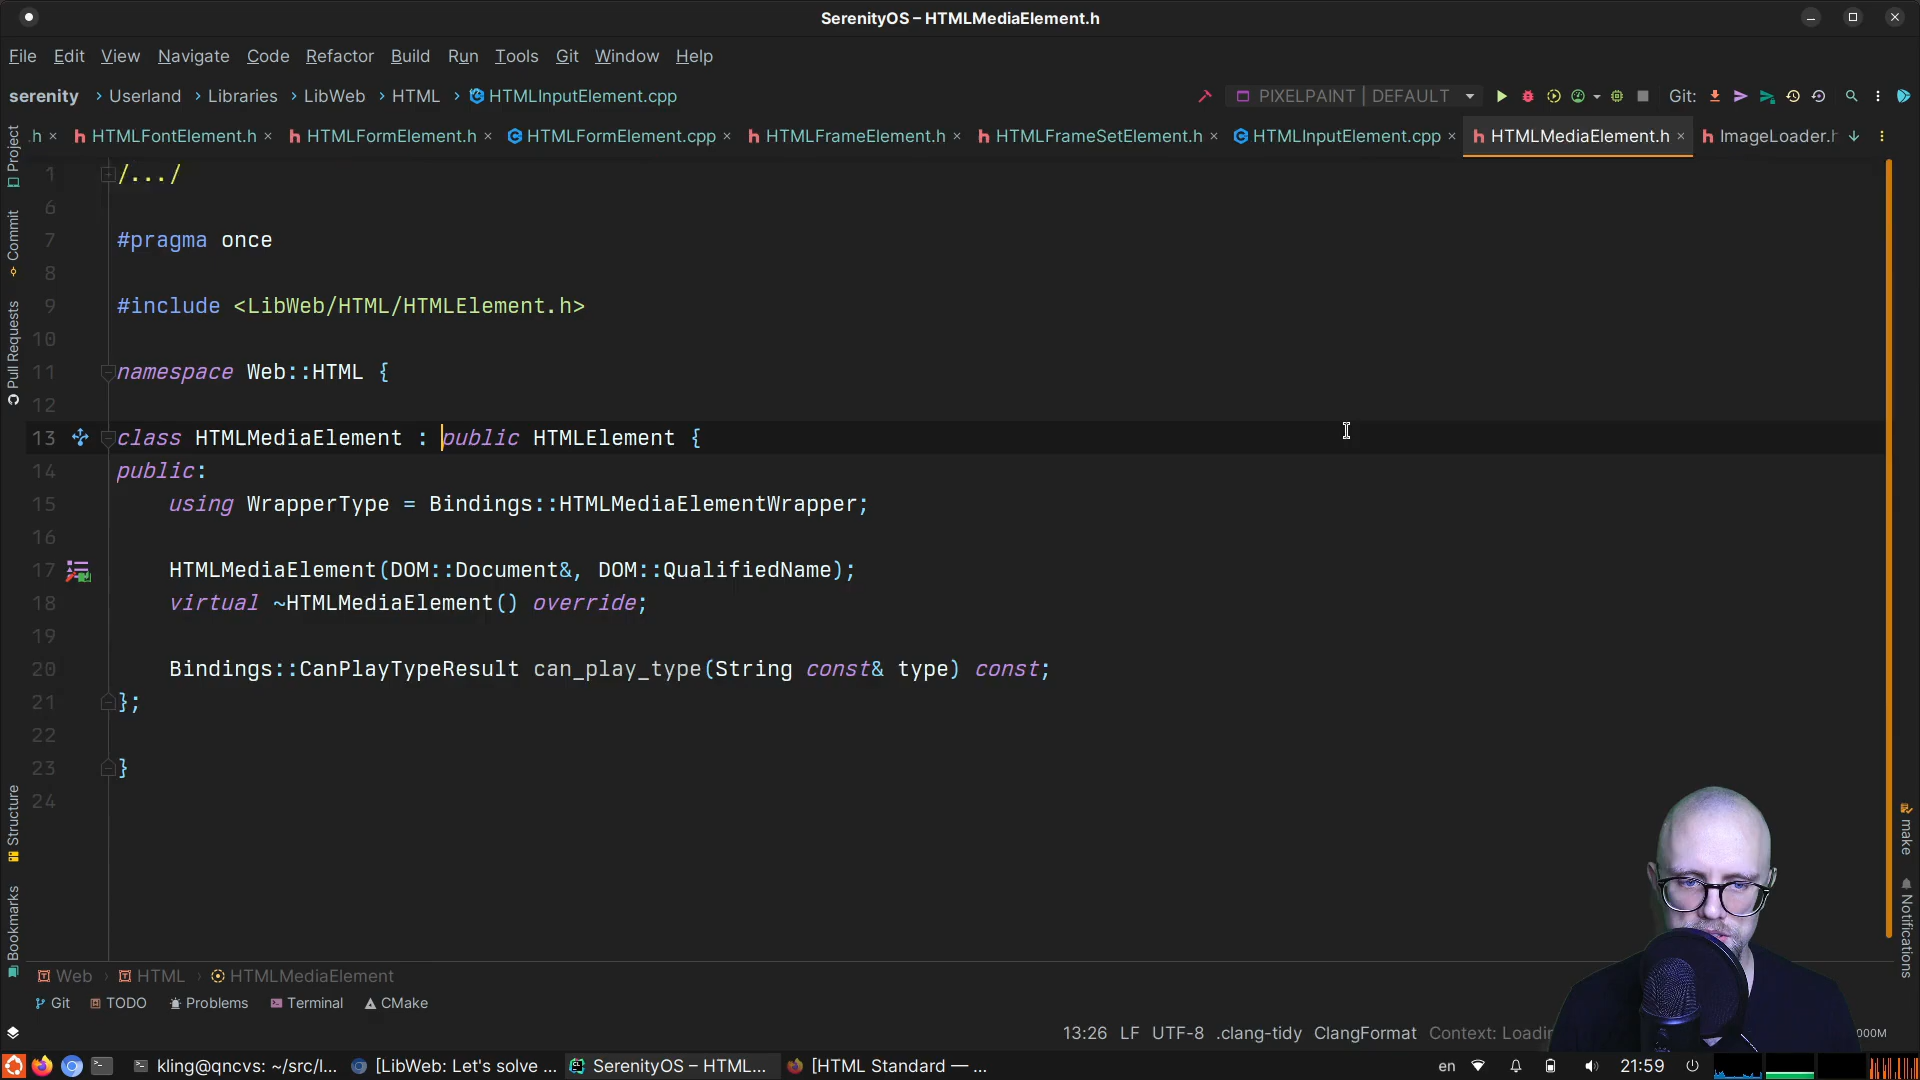 SerenityOS – HTMLMediaElement.h
File Edit View Navigate Code Refactor Build Run Tools Git Window Help
serenity › Userland › Libraries › LibWeb › HTML › HTMLInputElement.cpp
PIXELPAINT | DEFAULT Git:
.h HTMLFontElement.h HTMLFormElement.h HTMLFormElement.cpp HTMLFrameElement.h HTMLFrameSetElement.h HTMLInputElement.cpp HTMLMediaElement.h ImageLoader.h
Project
Commit
Pull Requests
Structure
Bookmarks
1 /.../
6
7 #pragma once
8
9 #include <LibWeb/HTML/HTMLElement.h>
10
11 namespace Web::HTML {
12
13 class HTMLMediaElement : public HTMLElement {
14 public:
15 using WrapperType = Bindings::HTMLMediaElementWrapper;
16
17 HTMLMediaElement(DOM::Document&, DOM::QualifiedName);
18 virtual ~HTMLMediaElement() override;
19
20 Bindings::CanPlayTypeResult can_play_type(String const& type) const;
21 };
22
23 }
24
make
Notifications
Web › HTML › HTMLMediaElement
Git TODO Problems Terminal CMake
13:26 LF UTF-8 .clang-tidy ClangFormat Context: Loadin 000M
kling@qncvs: ~/src/l... [LibWeb: Let's solve ... SerenityOS – HTML... [HTML Standard — ... en 21:59